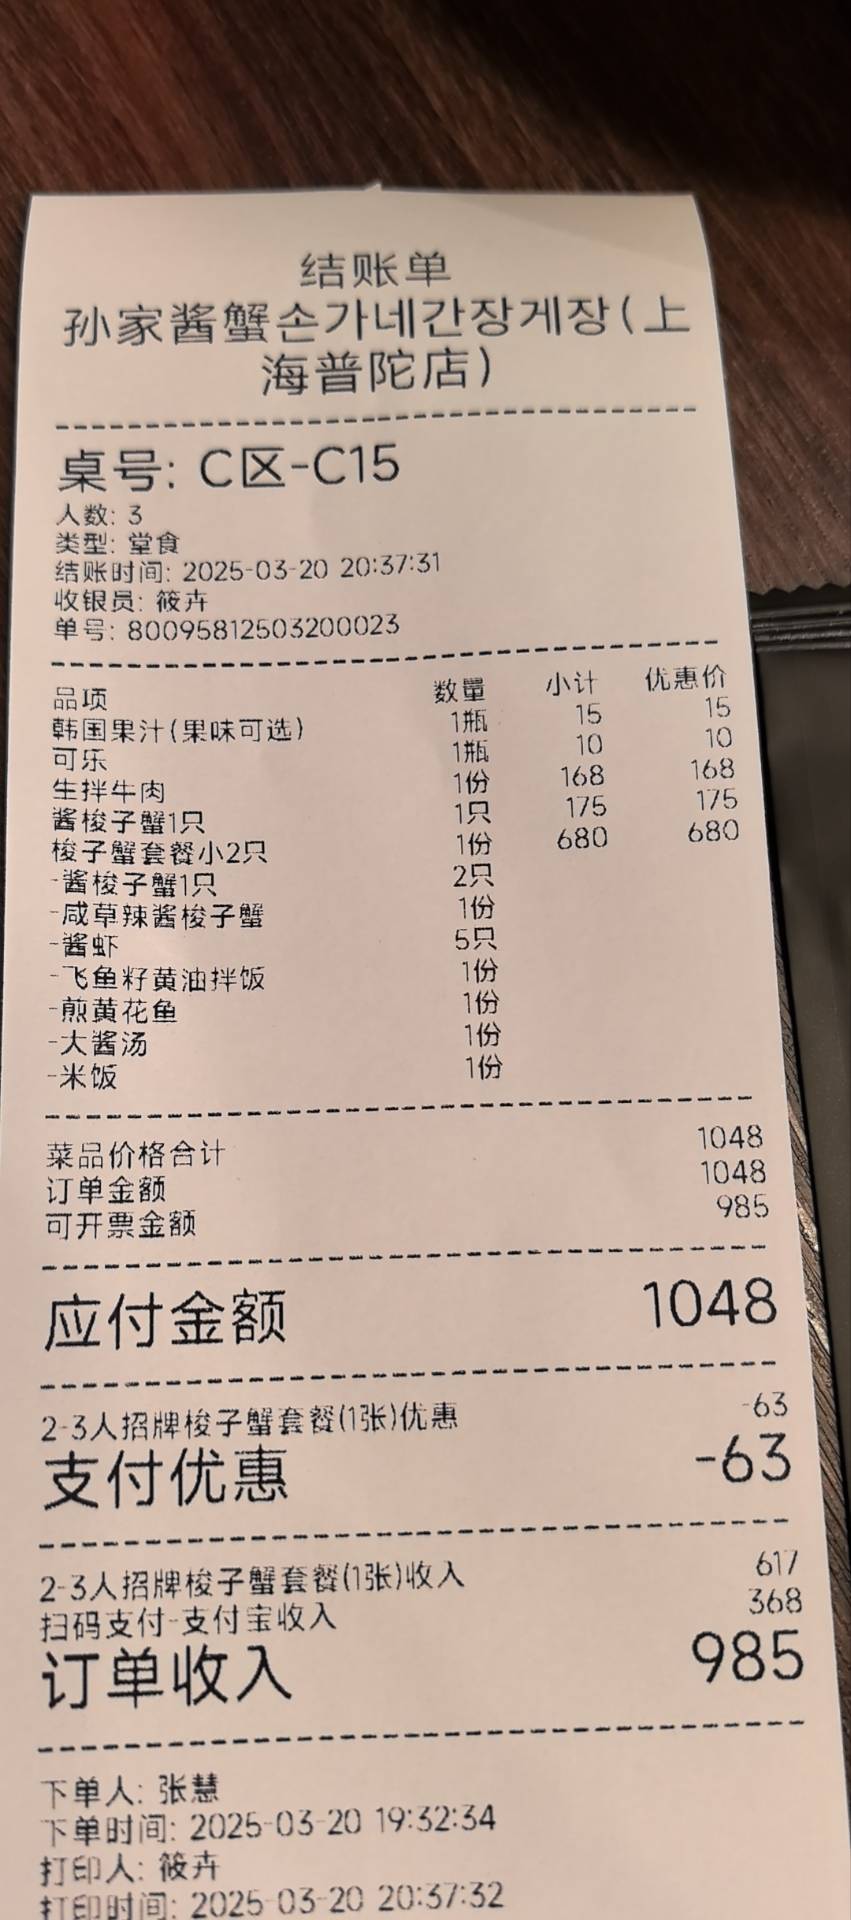 结账单
孙家酱蟹손가네간장게장(上
海普陀店)
桌号: C区-C15
人数: 3
类型: 堂食
结账时间: 2025-03-20 20:37:31
收银员: 筱卉
单号: 80095812503200023
品项 数量 小计 优惠价
韩国果汁(果味可选) 1瓶 15 15
可乐 1瓶 10 10
生拌牛肉 1份 168 168
酱梭子蟹1只 1只 175 175
梭子蟹套餐小2只 1份 680 680
-酱梭子蟹1只 2只
-咸草辣酱梭子蟹 1份
-酱虾 5只
-飞鱼籽黄油拌饭 1份
-煎黄花鱼 1份
-大酱汤 1份
-米饭 1份
菜品价格合计 1048
订单金额 1048
可开票金额 985
应付金额 1048
2-3人招牌梭子蟹套餐(1张)优惠 -63
支付优惠 -63
2-3人招牌梭子蟹套餐(1张)收入 617
扫码支付-支付宝收入 368
订单收入 985
下单人: 张慧
下单时间: 2025-03-20 19:32:34
打印人: 筱卉
打印时间: 2025-03-20 20:37:32